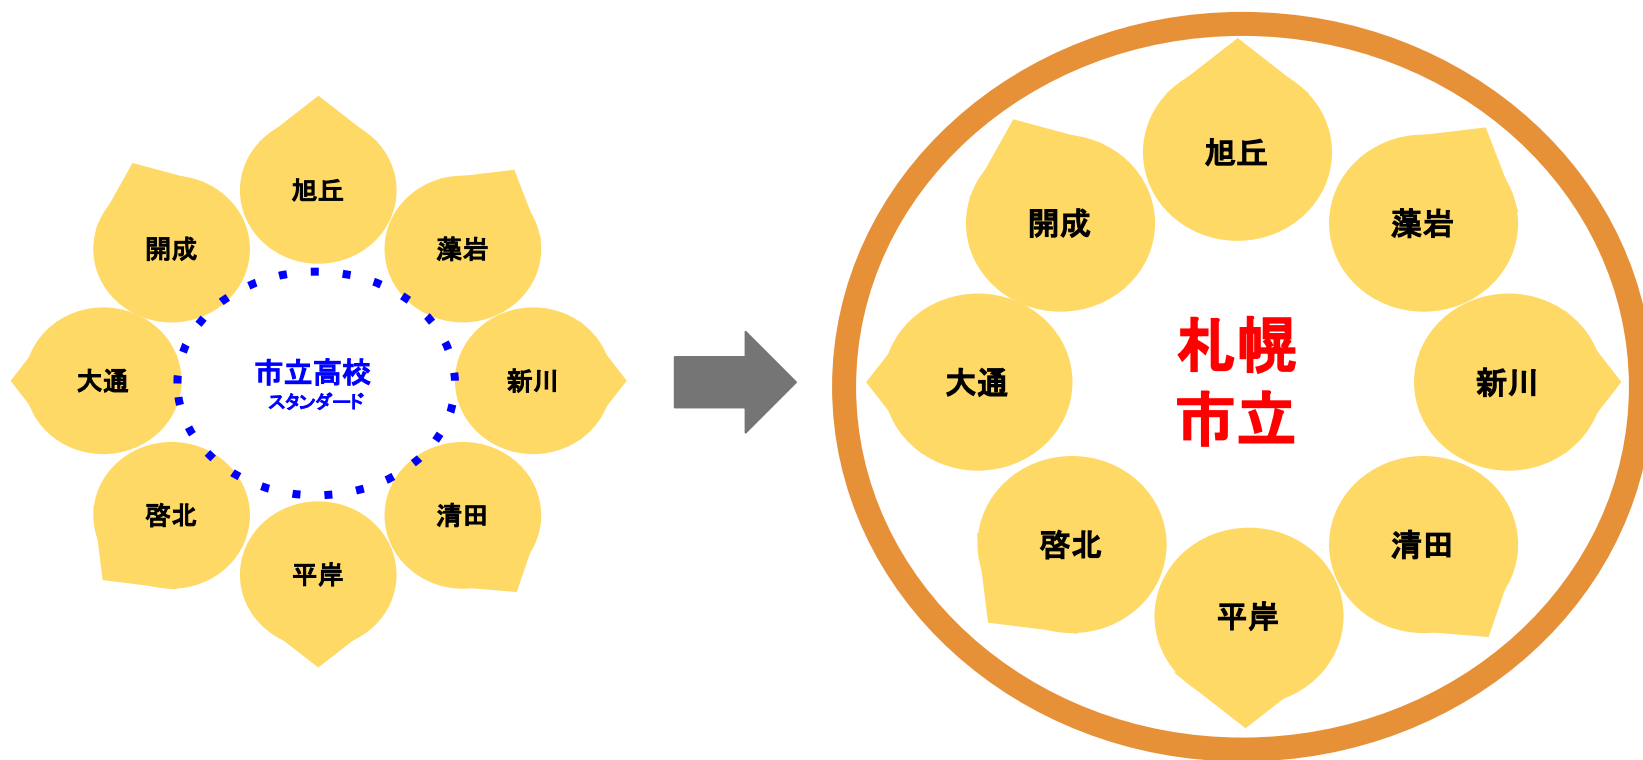 旭丘
開成
藻岩
市立高校
スタンダード
大通
新川
啓北
清田
平岸
旭丘
開成
藻岩
札幌
市立
大通
新川
啓北
清田
平岸